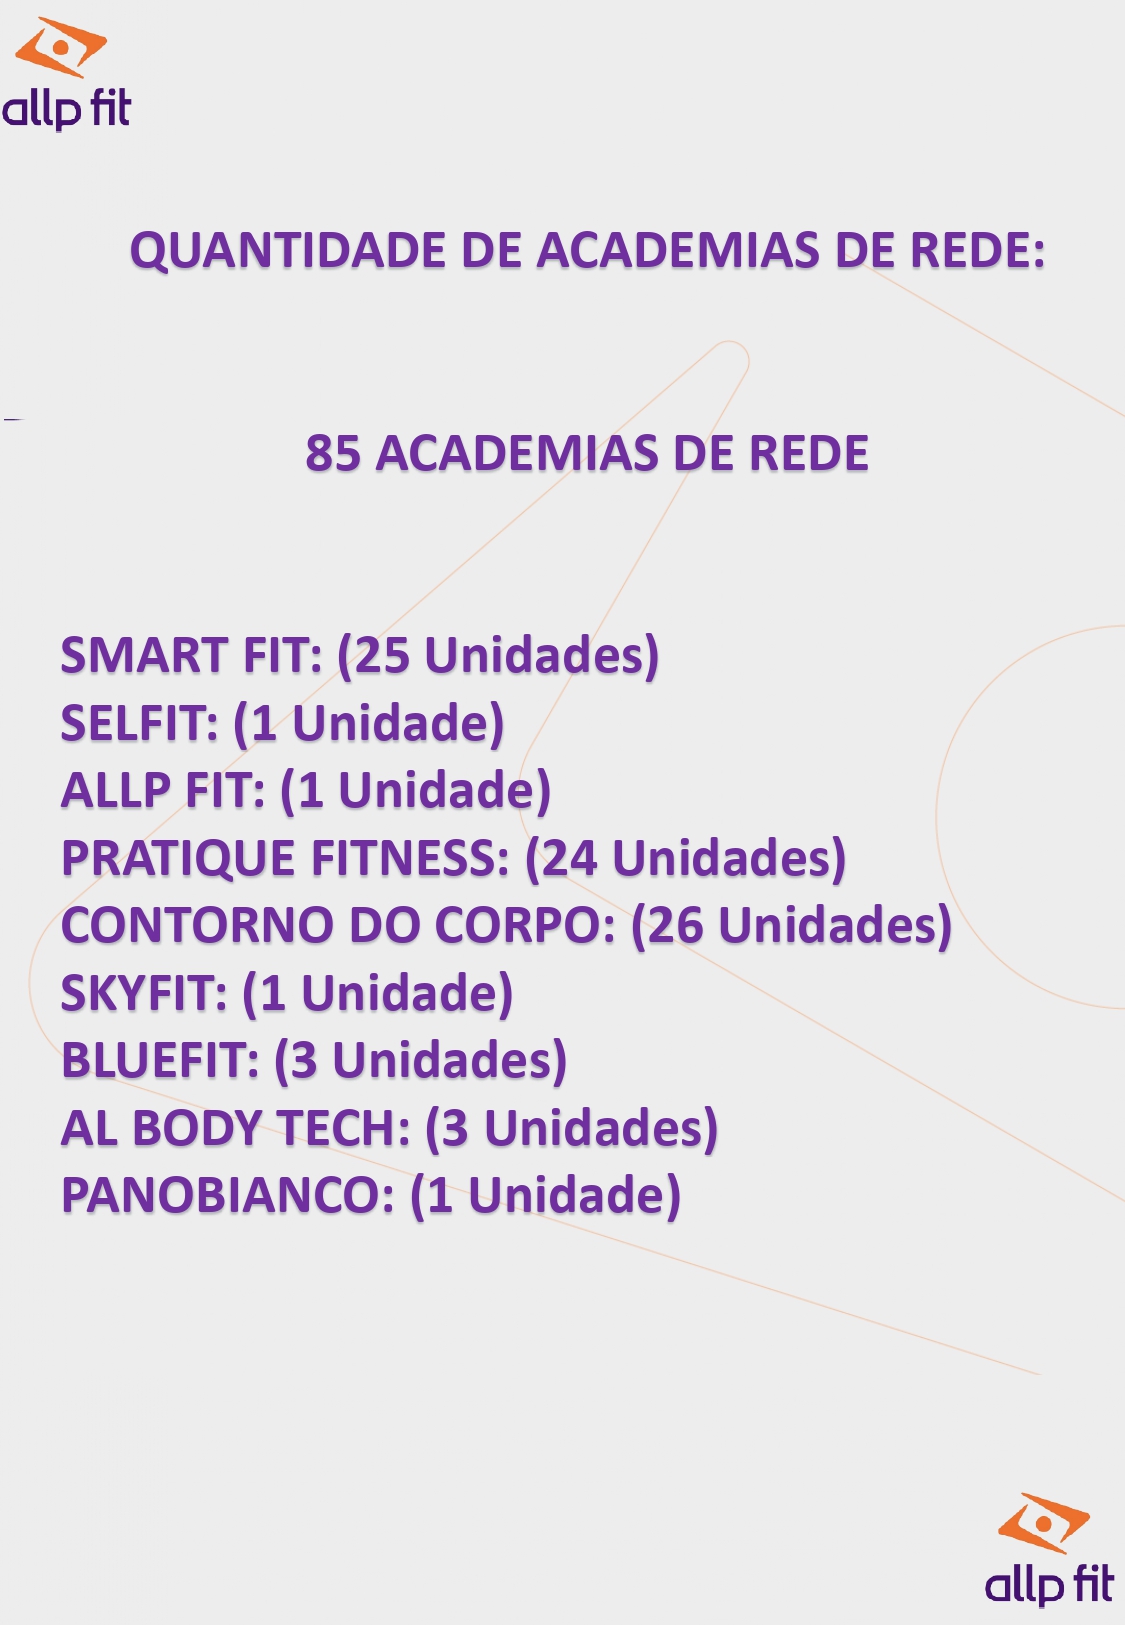 allp fit
QUANTIDADE DE ACADEMIAS DE REDE:
85 ACADEMIAS DE REDE
SMART FIT: (25 Unidades)
SELFIT: (1 Unidade)
ALLP FIT: (1 Unidade)
PRATIQUE FITNESS: (24 Unidades)
CONTORNO DO CORPO: (26 Unidades)
SKYFIT: (1 Unidade)
BLUEFIT: (3 Unidades)
AL BODY TECH: (3 Unidades)
PANOBIANCO: (1 Unidade)
allp fit